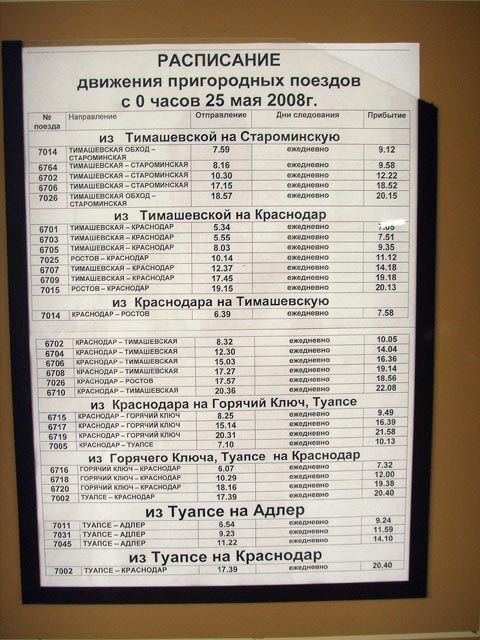 РАСПИСАНИЕ
движения пригородных поездов
с 0 часов 25 мая 2008г.
№ поезда Направление Отправление Дни следования Прибытие
из Тимашевской на Староминскую
7014 ТИМАШЕВСКАЯ ОБХОД – СТАРОМИНСКАЯ 7.59 ежедневно 9.12
6764 ТИМАШЕВСКАЯ – СТАРОМИНСКАЯ 8.16 ежедневно 9.58
6702 ТИМАШЕВСКАЯ – СТАРОМИНСКАЯ 10.30 ежедневно 12.22
6706 ТИМАШЕВСКАЯ – СТАРОМИНСКАЯ 17.15 ежедневно 18.52
7026 ТИМАШЕВСКАЯ ОБХОД – СТАРОМИНСКАЯ 18.57 ежедневно 20.15
из Тимашевской на Краснодар
6701 ТИМАШЕВСКАЯ – КРАСНОДАР 5.34 ежедневно 7.05
6703 ТИМАШЕВСКАЯ – КРАСНОДАР 5.55 ежедневно 7.51
6705 ТИМАШЕВСКАЯ – КРАСНОДАР 8.03 ежедневно 9.35
7025 РОСТОВ – КРАСНОДАР 10.14 ежедневно 11.12
6707 ТИМАШЕВСКАЯ – КРАСНОДАР 12.37 ежедневно 14.18
6709 ТИМАШЕВСКАЯ – КРАСНОДАР 17.45 ежедневно 19.18
7015 РОСТОВ – КРАСНОДАР 19.15 ежедневно 20.13
из Краснодара на Тимашевскую
7014 КРАСНОДАР – РОСТОВ 6.39 ежедневно 7.58
6702 КРАСНОДАР – ТИМАШЕВСКАЯ 8.32 ежедневно 10.05
6704 КРАСНОДАР – ТИМАШЕВСКАЯ 12.30 ежедневно 14.04
6706 КРАСНОДАР – ТИМАШЕВСКАЯ 15.03 ежедневно 16.36
6708 КРАСНОДАР – ТИМАШЕВСКАЯ 17.27 ежедневно 19.14
7026 КРАСНОДАР – РОСТОВ 17.57 ежедневно 18.56
6710 КРАСНОДАР – ТИМАШЕВСКАЯ 20.36 ежедневно 22.08
из Краснодара на Горячий Ключ, Туапсе
6715 КРАСНОДАР – ГОРЯЧИЙ КЛЮЧ 8.25 ежедневно 9.49
6717 КРАСНОДАР – ГОРЯЧИЙ КЛЮЧ 15.14 ежедневно 16.39
6719 КРАСНОДАР – ГОРЯЧИЙ КЛЮЧ 20.31 ежедневно 21.58
7005 КРАСНОДАР – ТУАПСЕ 7.10 ежедневно 10.13
из Горячего Ключа, Туапсе на Краснодар
6716 ГОРЯЧИЙ КЛЮЧ – КРАСНОДАР 6.07 ежедневно 7.32
6718 ГОРЯЧИЙ КЛЮЧ – КРАСНОДАР 10.29 ежедневно 12.00
6720 ГОРЯЧИЙ КЛЮЧ – КРАСНОДАР 18.16 ежедневно 19.38
7002 ТУАПСЕ – КРАСНОДАР 17.39 ежедневно 20.40
из Туапсе на Адлер
7011 ТУАПСЕ – АДЛЕР 6.54 ежедневно 9.24
7031 ТУАПСЕ – АДЛЕР 9.23 ежедневно 11.59
7045 ТУАПСЕ – АДЛЕР 11.22 ежедневно 14.10
из Туапсе на Краснодар
7002 ТУАПСЕ – КРАСНОДАР 17.39 ежедневно 20.40